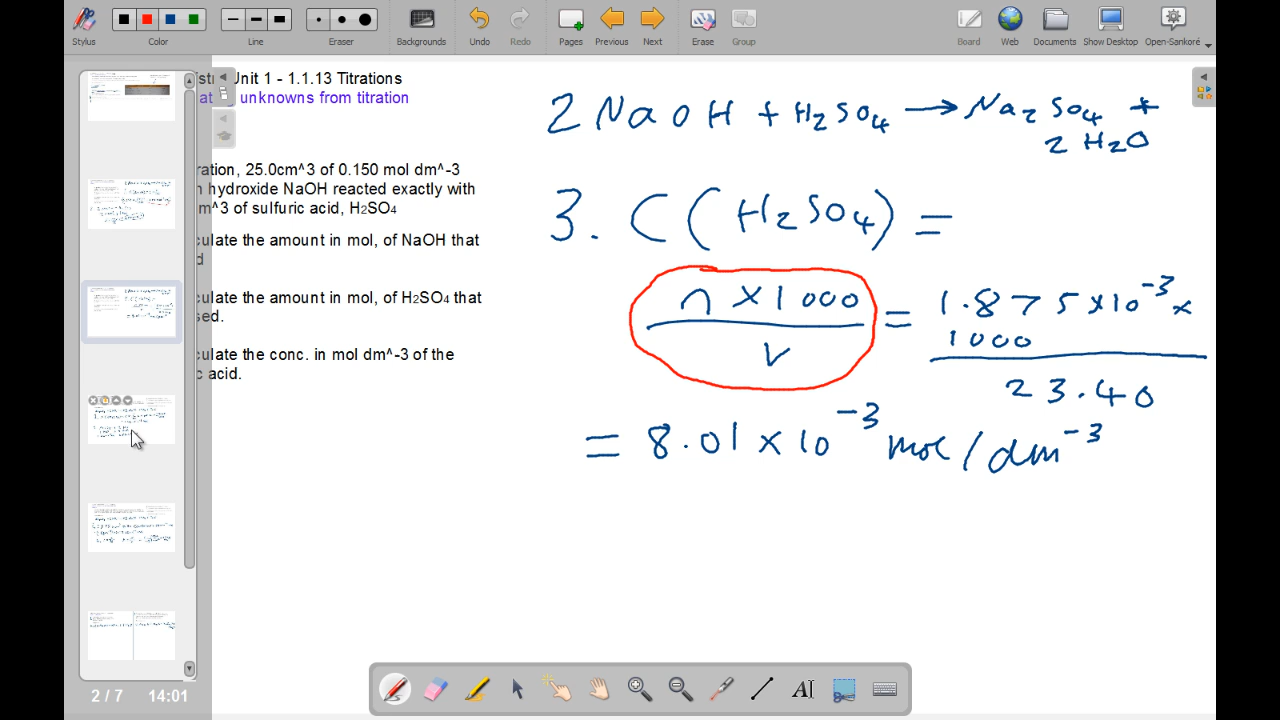 Stylus
Color
Line
Eraser
Backgrounds
Undo
Redo
Pages
Previous
Next
Erase
Group
Board
Web
Documents
Show Desktop
Open-Sankoré
Unit 1 - 1.1.13 Titrations
unknowns from titration
ration, 25.0cm^3 of 0.150 mol dm^-3
hydroxide NaOH reacted exactly with
m^3 of sulfuric acid, H2SO4
culate the amount in mol, of NaOH that
d
culate the amount in mol, of H2SO4 that
sed.
culate the conc. in mol dm^-3 of the
c acid.
2 NaOH + H2SO4 → Na2SO4 +
2 H2O
3. C (H2SO4) =
n × 1000 / V = 1.875 × 10^-3 ×
1000
23.40
= 8.01 × 10^-3 mol / dm^-3
2 / 7 14:01